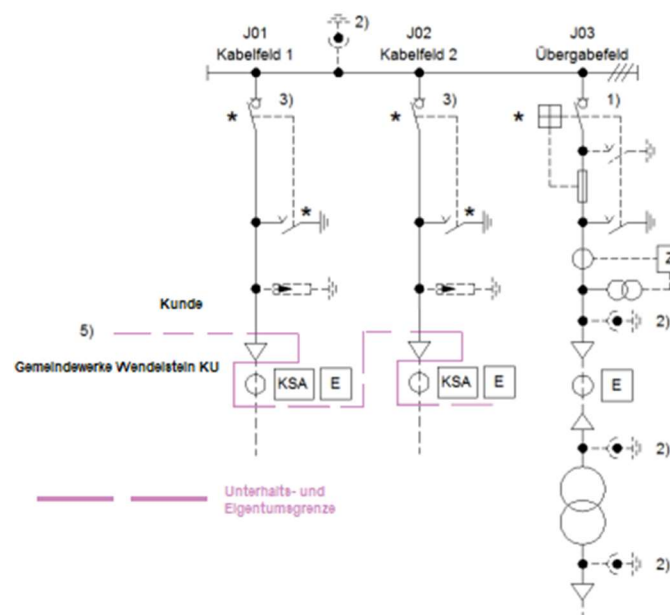 J01
Kabelfeld 1
2)
J02
Kabelfeld 2
J03
Übergabefeld
3)
3)
1)
*
*
*
*
*
Z
Kunde
5)
2)
Gemeindewerke Wendelstein KU
KSA
E
KSA
E
E
2)
Unterhalts- und
Eigentumsgrenze
2)